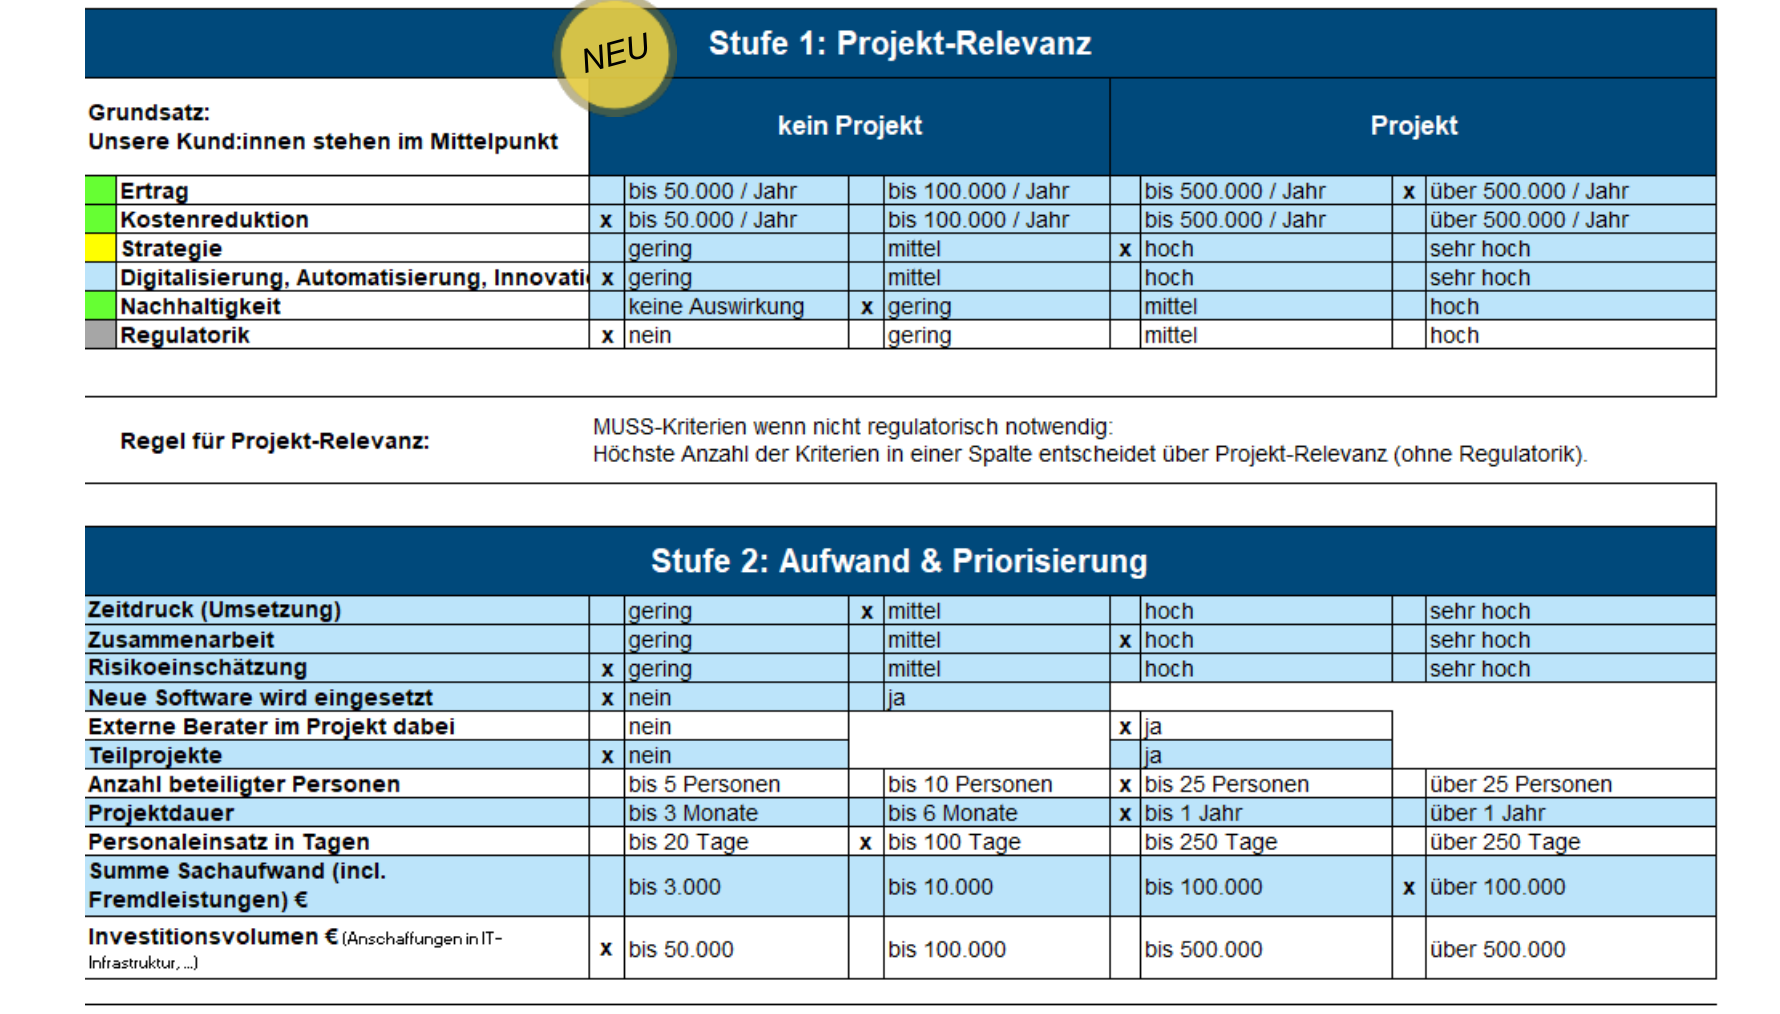 NEU
Stufe 1: Projekt-Relevanz
Grundsatz:
Unsere Kund:innen stehen im Mittelpunkt
kein Projekt
Projekt
Ertrag bis 50.000 / Jahr bis 100.000 / Jahr bis 500.000 / Jahr x über 500.000 / Jahr
Kostenreduktion x bis 50.000 / Jahr bis 100.000 / Jahr bis 500.000 / Jahr über 500.000 / Jahr
Strategie gering mittel x hoch sehr hoch
Digitalisierung, Automatisierung, Innovati x gering mittel hoch sehr hoch
Nachhaltigkeit keine Auswirkung x gering mittel hoch
Regulatorik x nein gering mittel hoch
Regel für Projekt-Relevanz:
MUSS-Kriterien wenn nicht regulatorisch notwendig:
Höchste Anzahl der Kriterien in einer Spalte entscheidet über Projekt-Relevanz (ohne Regulatorik).
Stufe 2: Aufwand & Priorisierung
Zeitdruck (Umsetzung) gering x mittel hoch sehr hoch
Zusammenarbeit gering mittel x hoch sehr hoch
Risikoeinschätzung x gering mittel hoch sehr hoch
Neue Software wird eingesetzt x nein ja
Externe Berater im Projekt dabei nein x ja
Teilprojekte x nein ja
Anzahl beteiligter Personen bis 5 Personen bis 10 Personen x bis 25 Personen über 25 Personen
Projektdauer bis 3 Monate bis 6 Monate x bis 1 Jahr über 1 Jahr
Personaleinsatz in Tagen bis 20 Tage x bis 100 Tage bis 250 Tage über 250 Tage
Summe Sachaufwand (incl.
Fremdleistungen) € bis 3.000 bis 10.000 bis 100.000 x über 100.000
Investitionsvolumen € (Anschaffungen in IT-
Infrastruktur, ...) x bis 50.000 bis 100.000 bis 500.000 über 500.000